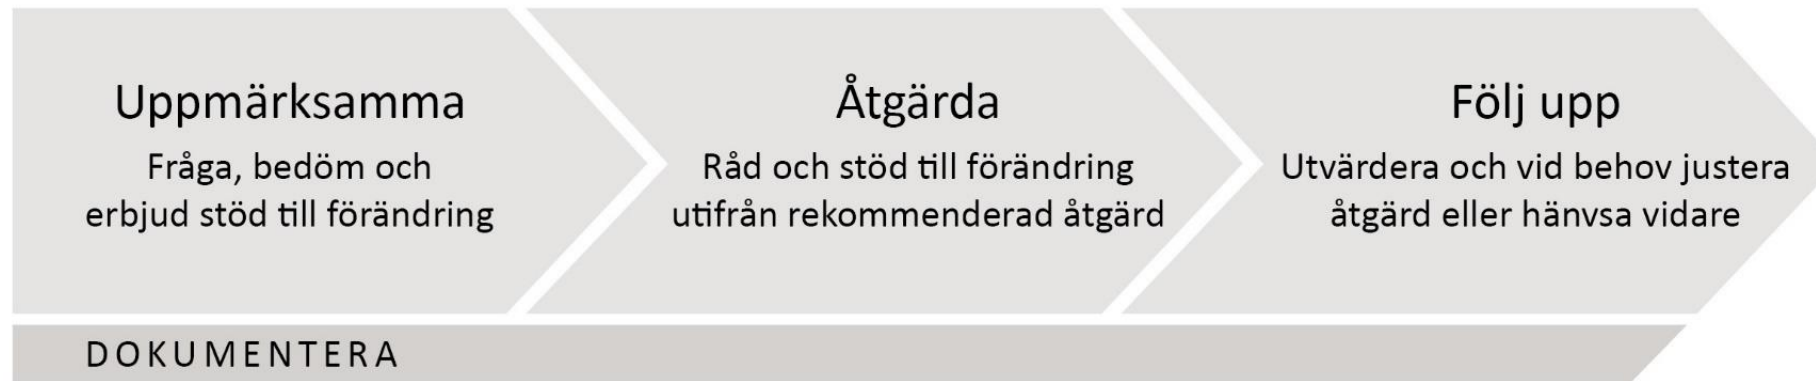 Uppmärksamma
Fråga, bedöm och
erbjud stöd till förändring
Åtgärda
Råd och stöd till förändring
utifrån rekommenderad åtgärd
Följ upp
Utvärdera och vid behov justera
åtgärd eller hänvsa vidare
DOKUMENTERA